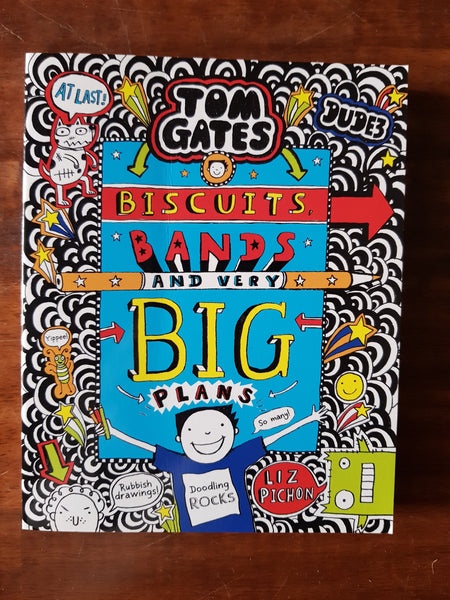 AT LAST!
TOM
GATES
DUDES
BISCUITS,
BANDS
AND VERY
BIG
PLANS
Yippee!
So many!
Rubbish
drawings!
Doodling
ROCKS
LIZ
PICHON